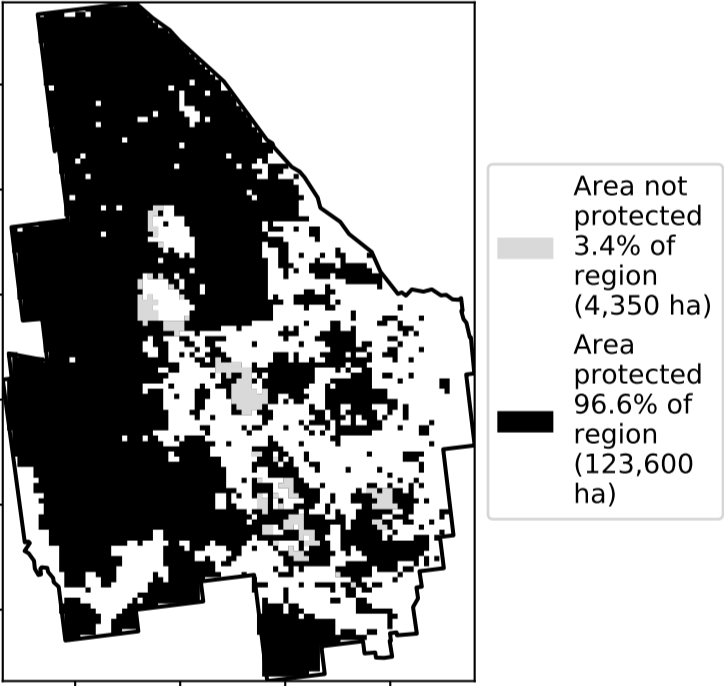 Area not
protected
3.4% of
region
(4,350 ha)
Area
protected
96.6% of
region
(123,600
ha)